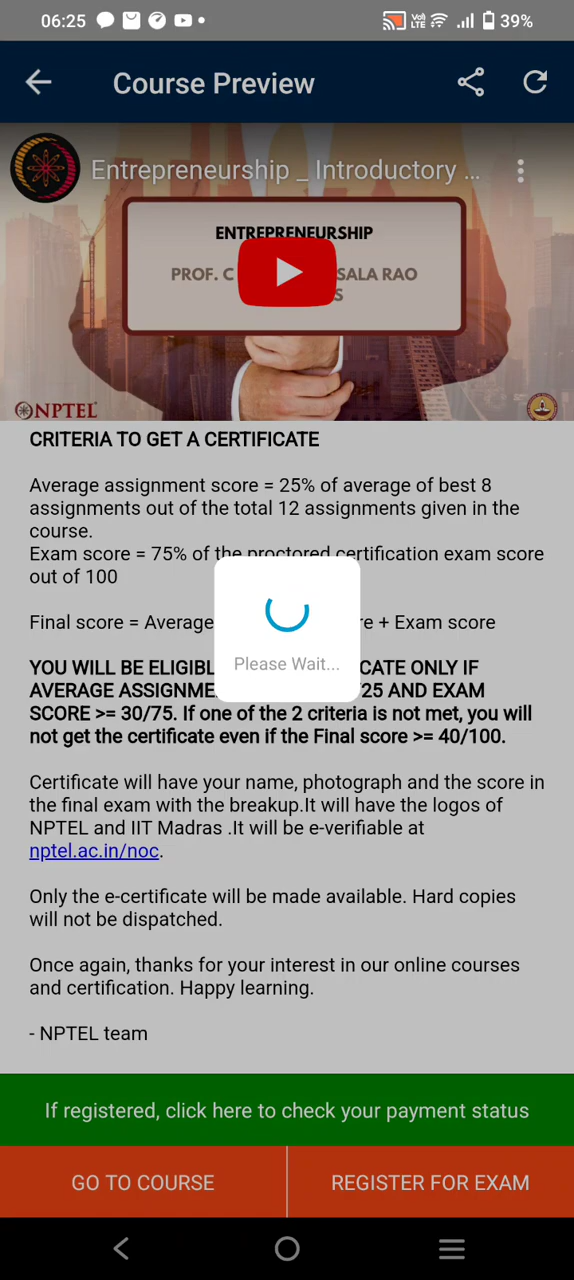 06:25
Vo)
LTE
39%
Course Preview
Entrepreneurship _ Introductory ...
ENTREPRENEURSHIP
PROF. C SALA RAO
S
NPTEL
CRITERIA TO GET A CERTIFICATE
Average assignment score = 25% of average of best 8
assignments out of the total 12 assignments given in the
course.
Exam score = 75% of the proctored certification exam score
out of 100
Final score = Average re + Exam score
Please Wait...
YOU WILL BE ELIGIBL CATE ONLY IF
AVERAGE ASSIGNME /25 AND EXAM
SCORE >= 30/75. If one of the 2 criteria is not met, you will
not get the certificate even if the Final score >= 40/100.
Certificate will have your name, photograph and the score in
the final exam with the breakup.It will have the logos of
NPTEL and IIT Madras .It will be e-verifiable at
nptel.ac.in/noc.
Only the e-certificate will be made available. Hard copies
will not be dispatched.
Once again, thanks for your interest in our online courses
and certification. Happy learning.
- NPTEL team
If registered, click here to check your payment status
GO TO COURSE
REGISTER FOR EXAM